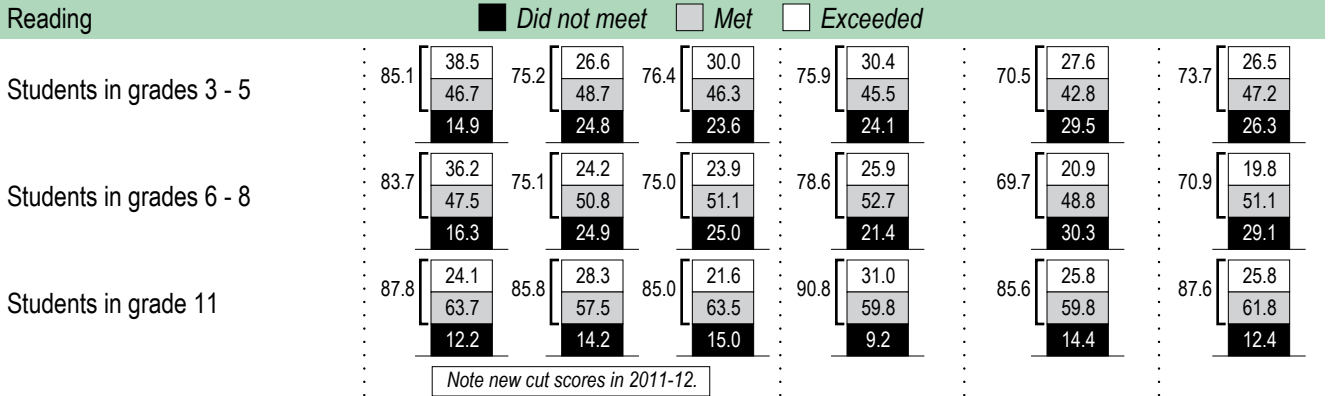 Reading Did not meet Met Exceeded
38.5 26.6 30.0 30.4 27.6 26.5
85.1 75.2 76.4 75.9 70.5 73.7
Students in grades 3 - 5 46.7 48.7 46.3 45.5 42.8 47.2
14.9 24.8 23.6 24.1 29.5 26.3
36.2 24.2 23.9 25.9 20.9 19.8
83.7 75.1 75.0 78.6 69.7 70.9
Students in grades 6 - 8 47.5 50.8 51.1 52.7 48.8 51.1
16.3 24.9 25.0 21.4 30.3 29.1
24.1 28.3 21.6 31.0 25.8 25.8
87.8 85.8 85.0 90.8 85.6 87.6
Students in grade 11 63.7 57.5 63.5 59.8 59.8 61.8
12.2 14.2 15.0 9.2 14.4 12.4
Note new cut scores in 2011-12.